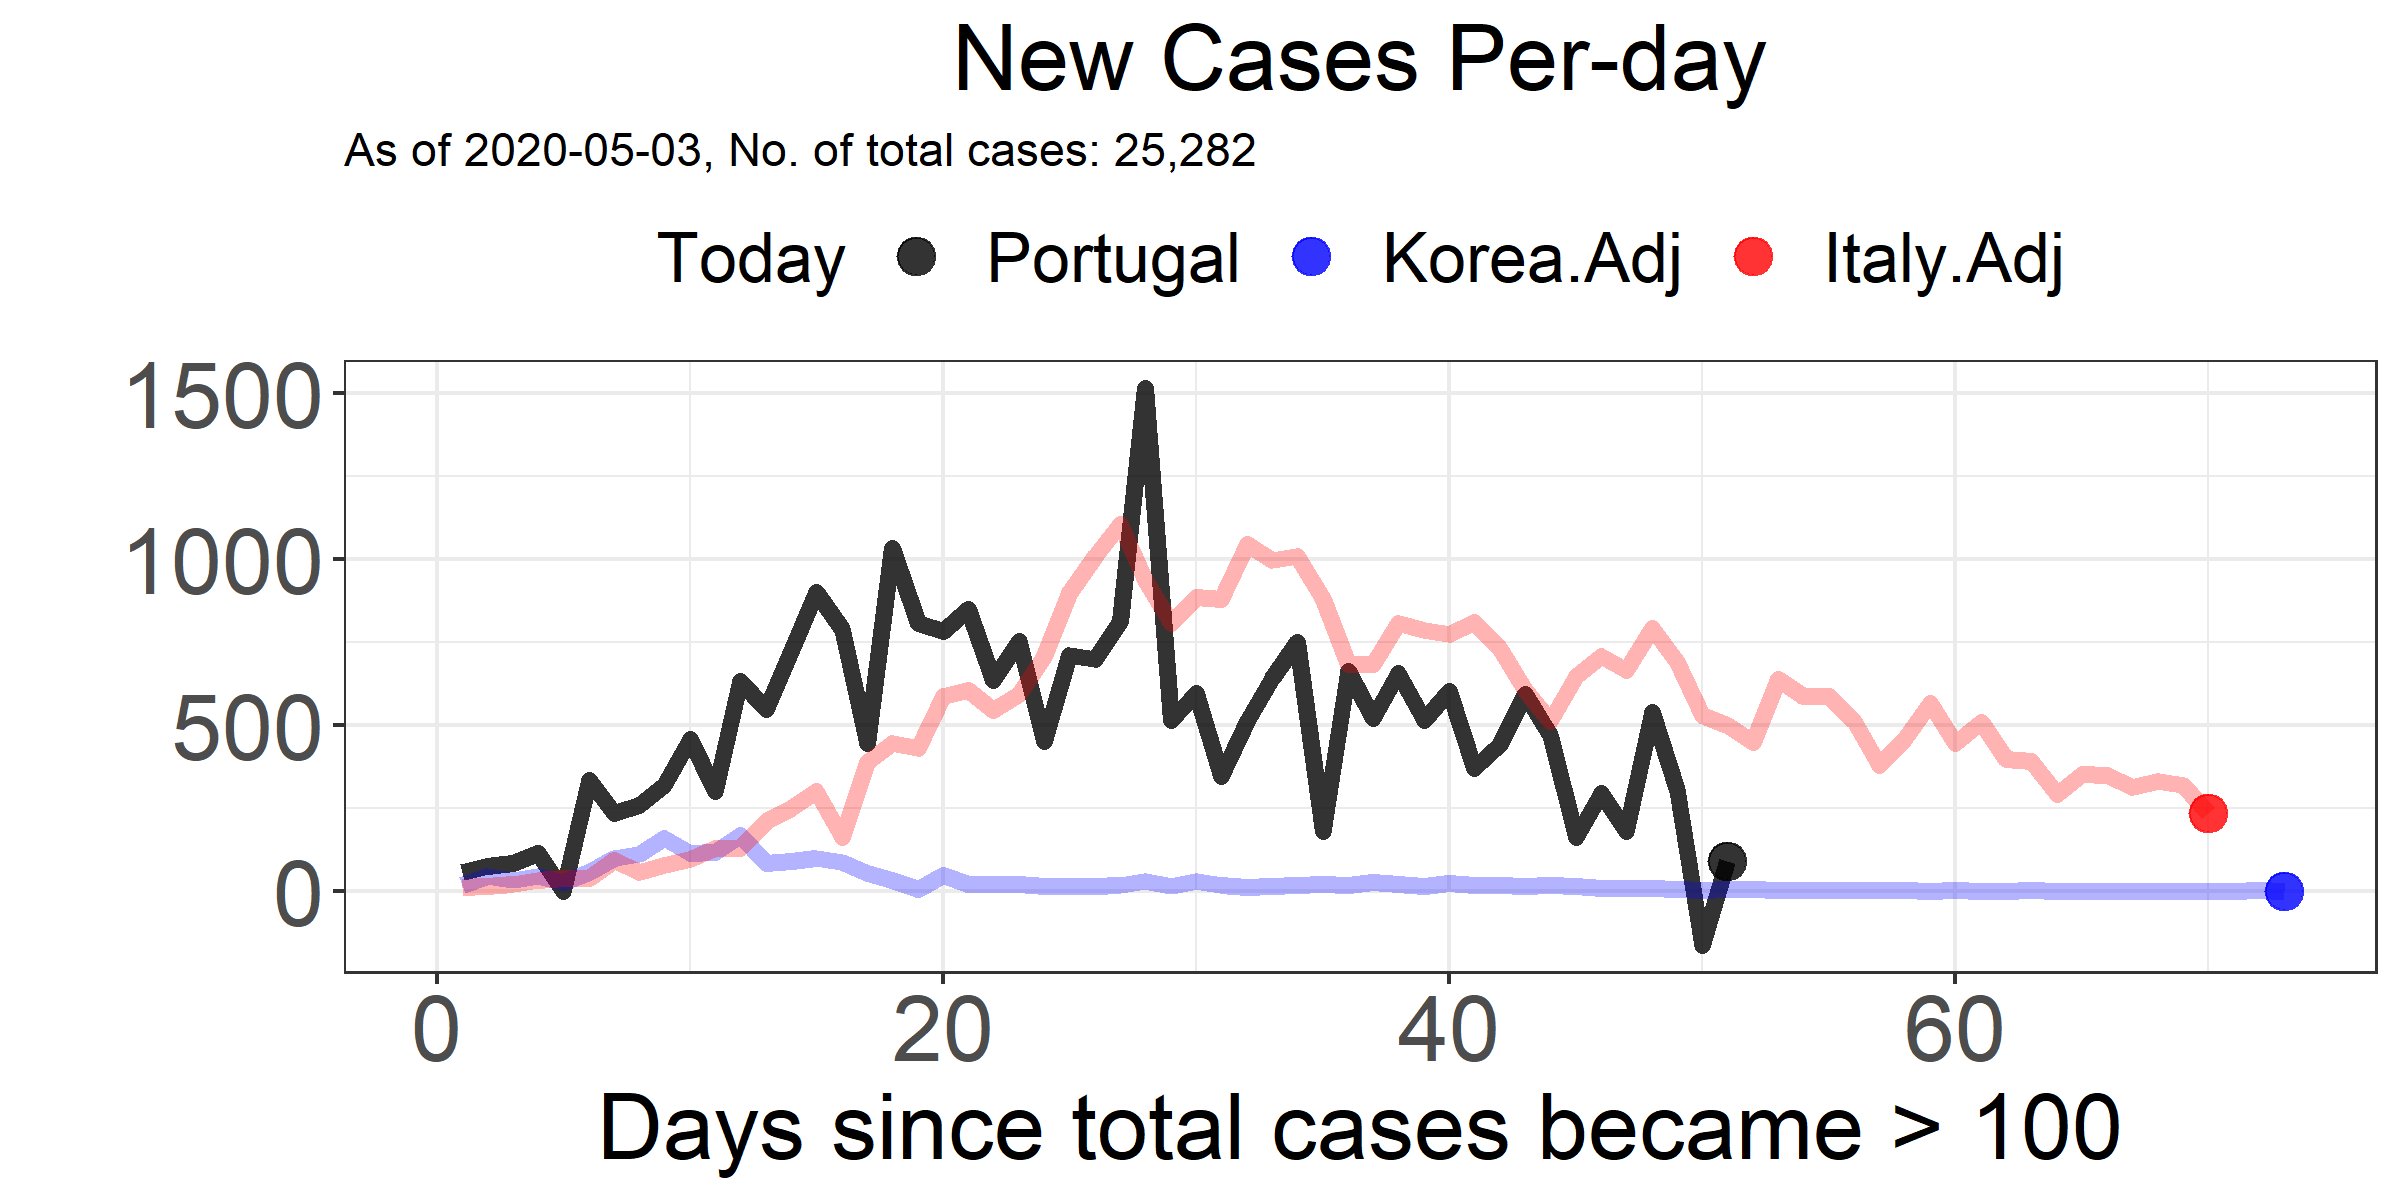 New Cases Per-day
As of 2020-05-03, No. of total cases: 25,282
Today Portugal Korea.Adj Italy.Adj
1500
1000
500
0
0 20 40 60
Days since total cases became > 100